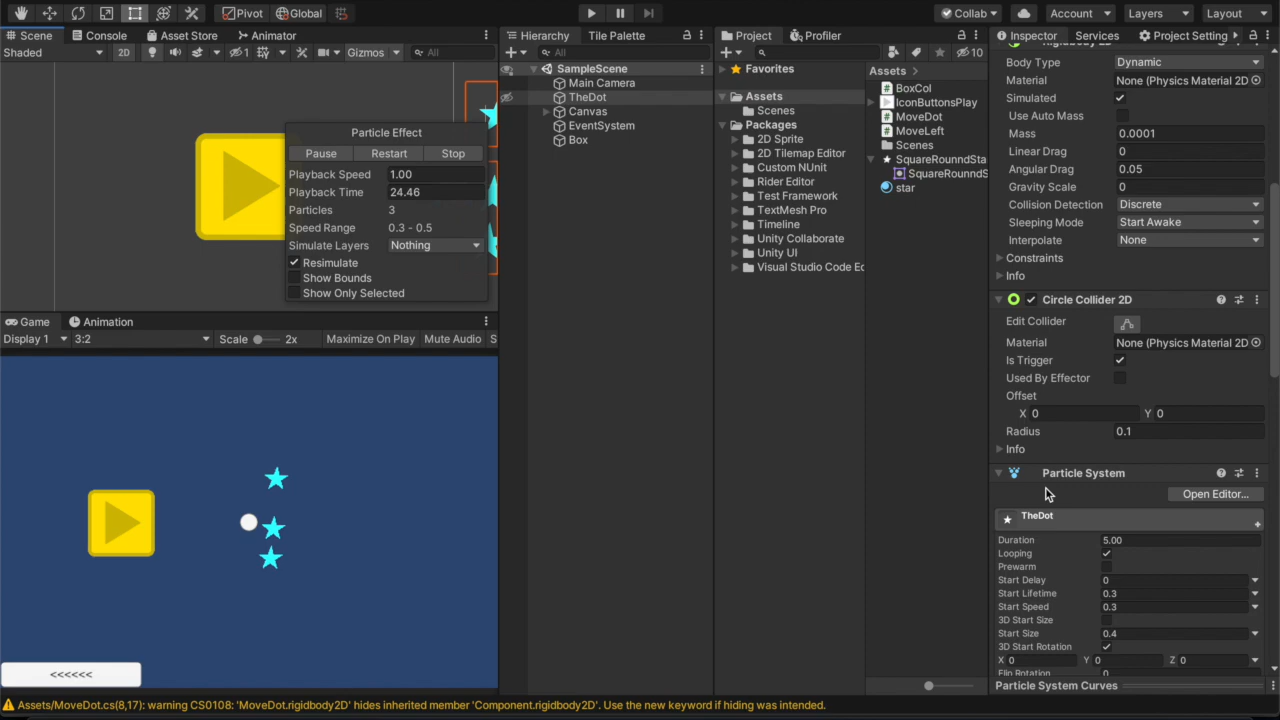 Pivot
Global
Collab
Account
Layers
Layout
Scene
Console
Asset Store
Animator
Shaded
2D
1
Gizmos
All
Particle Effect
Pause
Restart
Stop
Playback Speed
1.00
Playback Time
24.46
Particles
3
Speed Range
0.3 - 0.5
Simulate Layers
Nothing
Resimulate
Show Bounds
Show Only Selected
Game
Animation
Display 1
3:2
Scale
2x
Maximize On Play
Mute Audio
S
<<<<<<
Hierarchy
Tile Palette
All
SampleScene
Main Camera
TheDot
Canvas
EventSystem
Box
Project
Profiler
10
Favorites
Assets
Scenes
Packages
2D Sprite
2D Tilemap Editor
Custom NUnit
Rider Editor
Test Framework
TextMesh Pro
Timeline
Unity Collaborate
Unity UI
Visual Studio Code Ec
Assets
BoxCol
IconButtonsPlay
MoveDot
MoveLeft
Scenes
SquareRounndSta
SquareRounndS
star
Inspector
Services
Project Setting
Rigidbody 2D
Body Type
Dynamic
Material
None (Physics Material 2D
Simulated
Use Auto Mass
Mass
0.0001
Linear Drag
0
Angular Drag
0.05
Gravity Scale
0
Collision Detection
Discrete
Sleeping Mode
Start Awake
Interpolate
None
Constraints
Info
Circle Collider 2D
Edit Collider
Material
None (Physics Material 2D
Is Trigger
Used By Effector
Offset
X 0
Y 0
Radius
0.1
Info
Particle System
Open Editor...
TheDot
Duration
5.00
Looping
Prewarm
Start Delay
0
Start Lifetime
0.3
Start Speed
0.3
3D Start Size
Start Size
0.4
3D Start Rotation
X 0
Y 0
Z 0
Flip Rotation
0
Particle System Curves
Assets/MoveDot.cs(8,17): warning CS0108: 'MoveDot.rigidbody2D' hides inherited member 'Component.rigidbody2D'. Use the new keyword if hiding was intended.